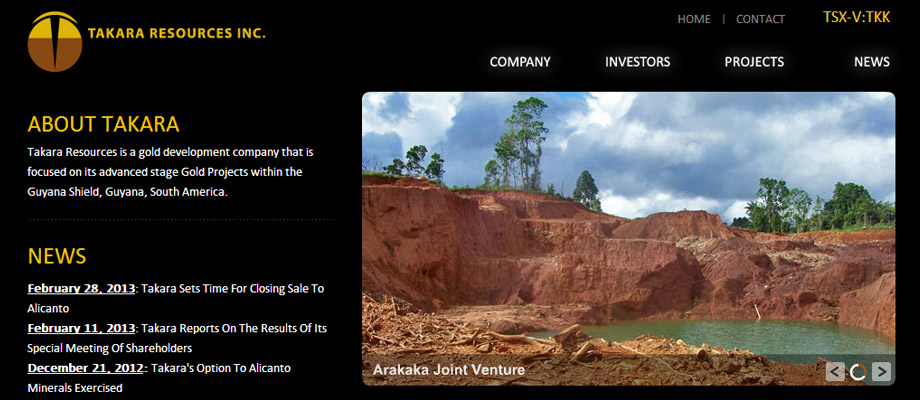 HOME | CONTACT
TSX-V:TKK
TAKARA RESOURCES INC.
COMPANY INVESTORS PROJECTS NEWS
ABOUT TAKARA
Takara Resources is a gold development company that is
focused on its advanced stage Gold Projects within the
Guyana Shield, Guyana, South America.
NEWS
February 28, 2013: Takara Sets Time For Closing Sale To
Alicanto
February 11, 2013: Takara Reports On The Results Of Its
Special Meeting Of Shareholders
December 21, 2012-: Takara's Option To Alicanto
Minerals Exercised
Arakaka Joint Venture
< >